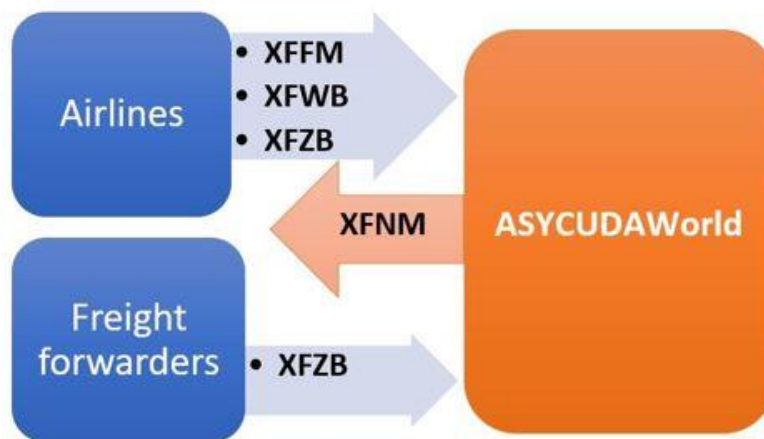 Airlines
• XFFM
• XFWB
• XFZB
XFNM
ASYCUDAWorld
Freight
forwarders
• XFZB